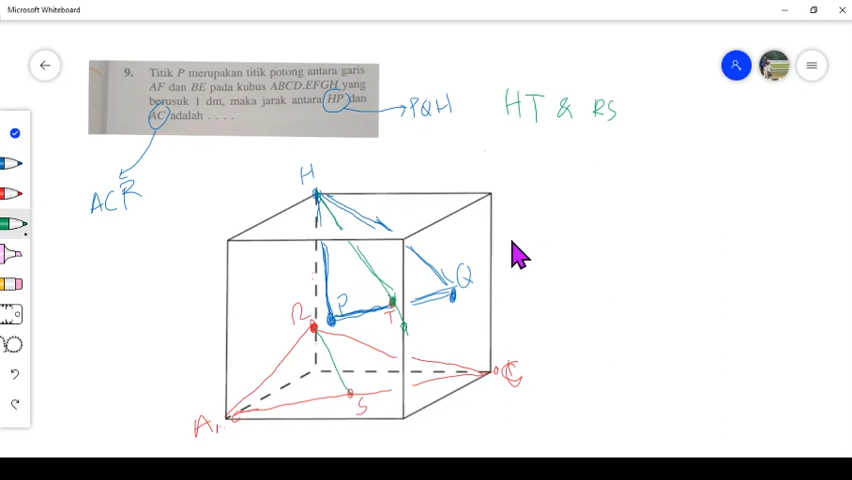 Microsoft Whiteboard
9. Titik P merupakan titik potong antara garis
AF dan BE pada kubus ABCD.EFGH yang
berusuk 1 dm, maka jarak antara HP dan
AC adalah . . . .
PQH
HT & RS
ACR
H
Q
P
T
R
C
S
A